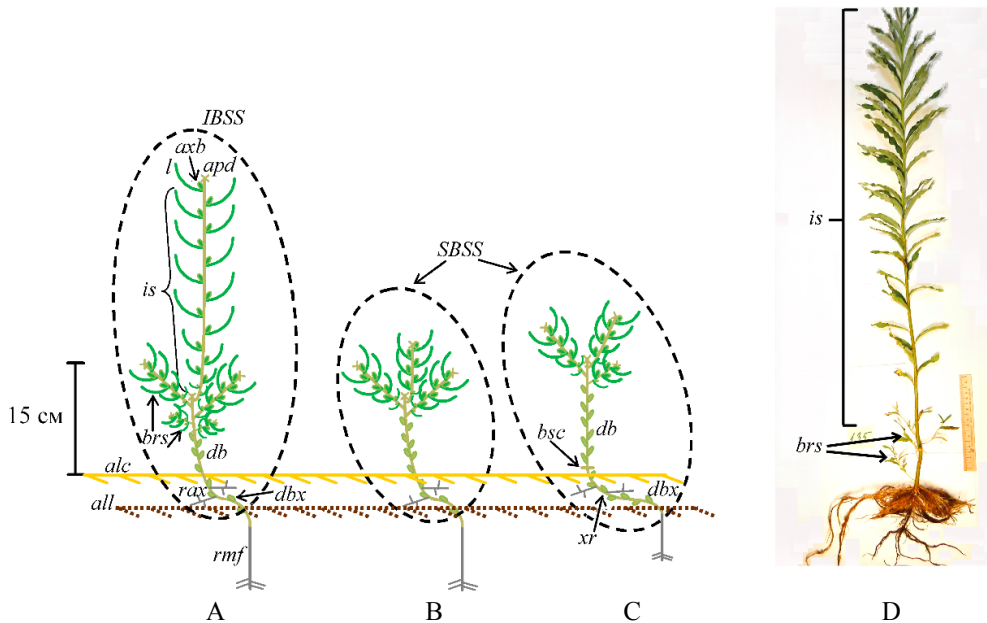 IBSS
axb
l
apd
is
SBSS
is
15 см
brs
db
bsc
db
brs
alc
rax
dbx
dbx
all
xr
rmf
A
B
C
D